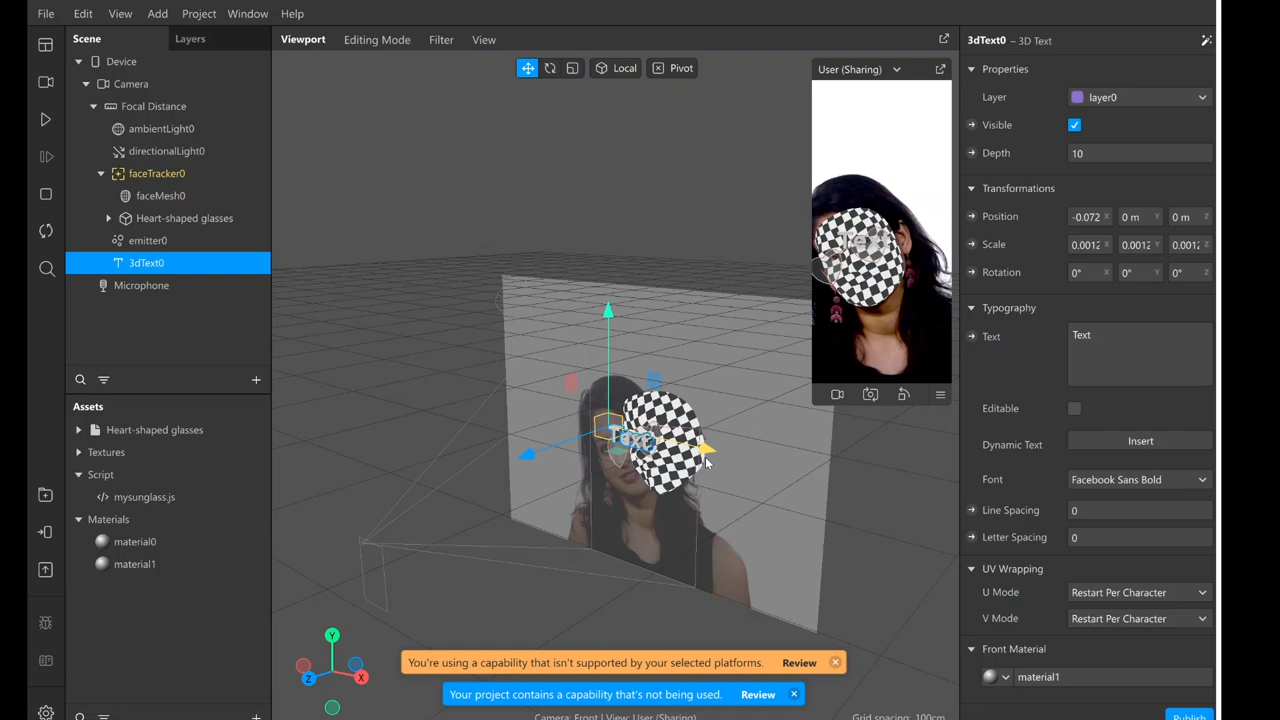 File Edit View Add Project Window Help
Scene Layers
Device
Camera
Focal Distance
ambientLight0
directionalLight0
faceTracker0
faceMesh0
Heart-shaped glasses
emitter0
3dText0
Microphone
Assets
Heart-shaped glasses
Textures
Script
mysunglass.js
Materials
material0
material1
Viewport Editing Mode Filter View
Local Pivot
User (Sharing)
Text
Text
Y
Z
X
You're using a capability that isn't supported by your selected platforms. Review
Your project contains a capability that's not being used. Review
Camera: Front | View: User (Sharing) Grid spacing: 100cm
3dText0 – 3D Text
Properties
Layer layer0
Visible
Depth 10
Transformations
Position -0.072 X 0 m Y 0 m Z
Scale 0.0012 X 0.0012 Y 0.0012 Z
Rotation 0° X 0° Y 0° Z
Typography
Text Text
Editable
Dynamic Text Insert
Font Facebook Sans Bold
Line Spacing 0
Letter Spacing 0
UV Wrapping
U Mode Restart Per Character
V Mode Restart Per Character
Front Material
material1
Publish